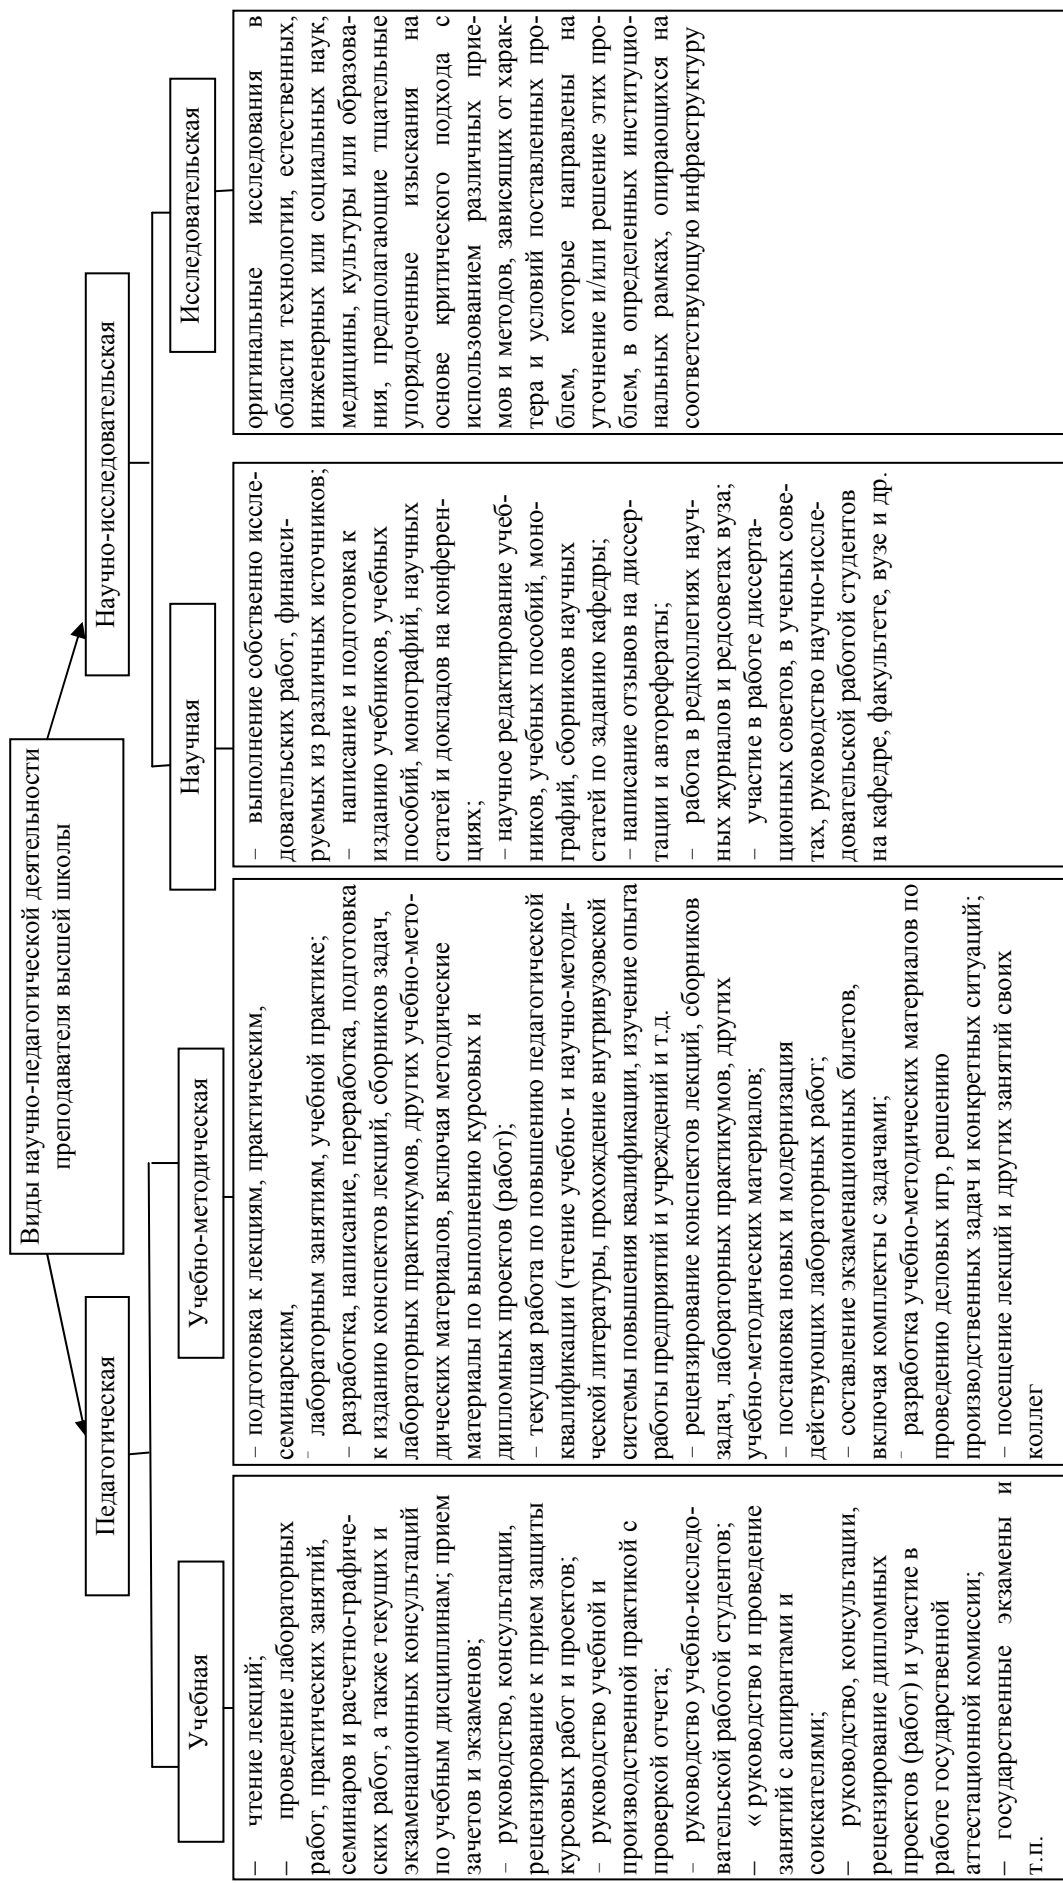 Виды научно-педагогической деятельности
преподавателя высшей школы
Педагогическая
Научно-исследовательская
Учебная
Учебно-методическая
Научная
Исследовательская
– чтение лекций;
– проведение лабораторных
работ, практических занятий,
семинаров и расчетно-графиче-
ских работ, а также текущих и
экзаменационных консультаций
по учебным дисциплинам; прием
зачетов и экзаменов;
– руководство, консультации,
рецензирование и прием защиты
курсовых работ и проектов;
– руководство учебной и
производственной практикой с
проверкой отчета;
– руководство учебно-исследо-
вательской работой студентов;
– « руководство и проведение
занятий с аспирантами и
соискателями;
– руководство, консультации,
рецензирование дипломных
проектов (работ) и участие в
работе государственной
аттестационной комиссии;
– государственные экзамены и
т.п.
– подготовка к лекциям, практическим,
семинарским,
– лабораторным занятиям, учебной практике;
– разработка, написание, переработка, подготовка
к изданию конспектов лекций, сборников задач,
лабораторных практикумов, других учебно-мето-
дических материалов, включая методические
материалы по выполнению курсовых и
дипломных проектов (работ);
– текущая работа по повышению педагогической
квалификации (чтение учебно- и научно-методи-
ческой литературы, прохождение внутривузовской
системы повышения квалификации, изучение опыта
работы предприятий и учреждений и т.д.
– рецензирование конспектов лекций, сборников
задач, лабораторных практикумов, других
учебно-методических материалов;
– постановка новых и модернизация
действующих лабораторных работ;
– составление экзаменационных билетов,
включая комплекты с задачами;
– разработка учебно-методических материалов по
проведению деловых игр, решению
производственных задач и конкретных ситуаций;
– посещение лекций и других занятий своих
коллег
– выполнение собственно иссле-
довательских работ, финанси-
руемых из различных источников;
– написание и подготовка к
изданию учебников, учебных
пособий, монографий, научных
статей и докладов на конферен-
циях;
– научное редактирование учеб-
ников, учебных пособий, моно-
графий, сборников научных
статей по заданию кафедры;
– написание отзывов на диссер-
тации и авторефераты;
– работа в редколлегиях науч-
ных журналов и редсоветах вуза;
– участие в работе диссерта-
ционных советов, в ученых сове-
тах, руководство научно-иссле-
довательской работой студентов
на кафедре, факультете, вузе и др.
оригинальные исследования в
области технологии, естественных,
инженерных или социальных наук,
медицины, культуры или образова-
ния, предполагающие тщательные
упорядоченные изыскания на
основе критического подхода с
использованием различных прие-
мов и методов, зависящих от харак-
тера и условий поставленных про-
блем, которые направлены на
уточнение и/или решение этих про-
блем, в определенных институцио-
нальных рамках, опирающихся на
соответствующую инфраструктуру